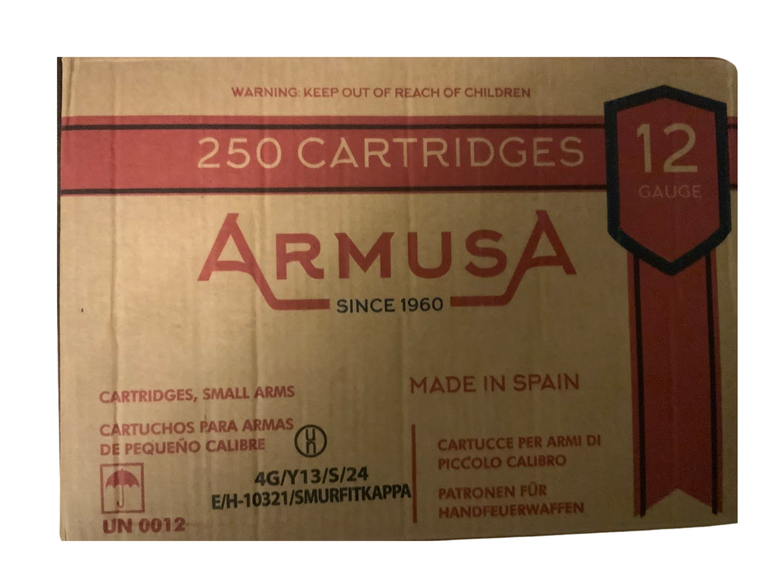 WARNING: KEEP OUT OF REACH OF CHILDREN
250 CARTRIDGES
12
GAUGE
ARMUSA
SINCE 1960
MADE IN SPAIN
CARTRIDGES, SMALL ARMS
CARTUCHOS PARA ARMAS
DE PEQUEÑO CALIBRE
un
4G/Y13/S/24
E/H-10321/SMURFITKAPPA
UN 0012
CARTUCCE PER ARMI DI
PICCOLO CALIBRO
PATRONEN FÜR
HANDFEUERWAFFEN